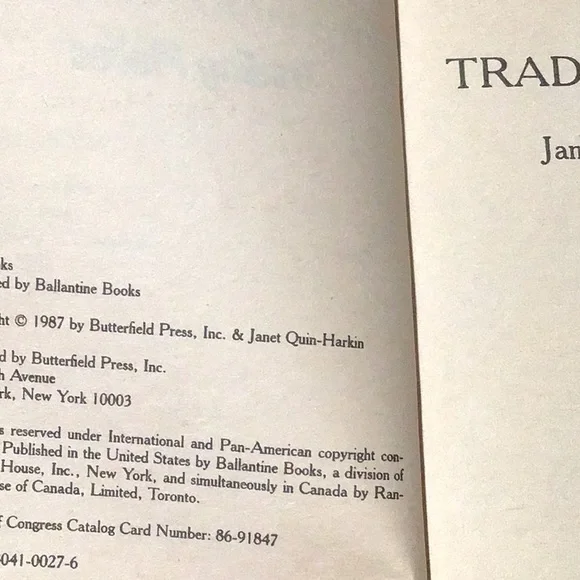 ks
ed by Ballantine Books
ht © 1987 by Butterfield Press, Inc. & Janet Quin-Harkin
d by Butterfield Press, Inc.
h Avenue
rk, New York 10003
s reserved under International and Pan-American copyright con-
Published in the United States by Ballantine Books, a division of
House, Inc., New York, and simultaneously in Canada by Ran-
se of Canada, Limited, Toronto.
f Congress Catalog Card Number: 86-91847
041-0027-6
TRAD
Jan